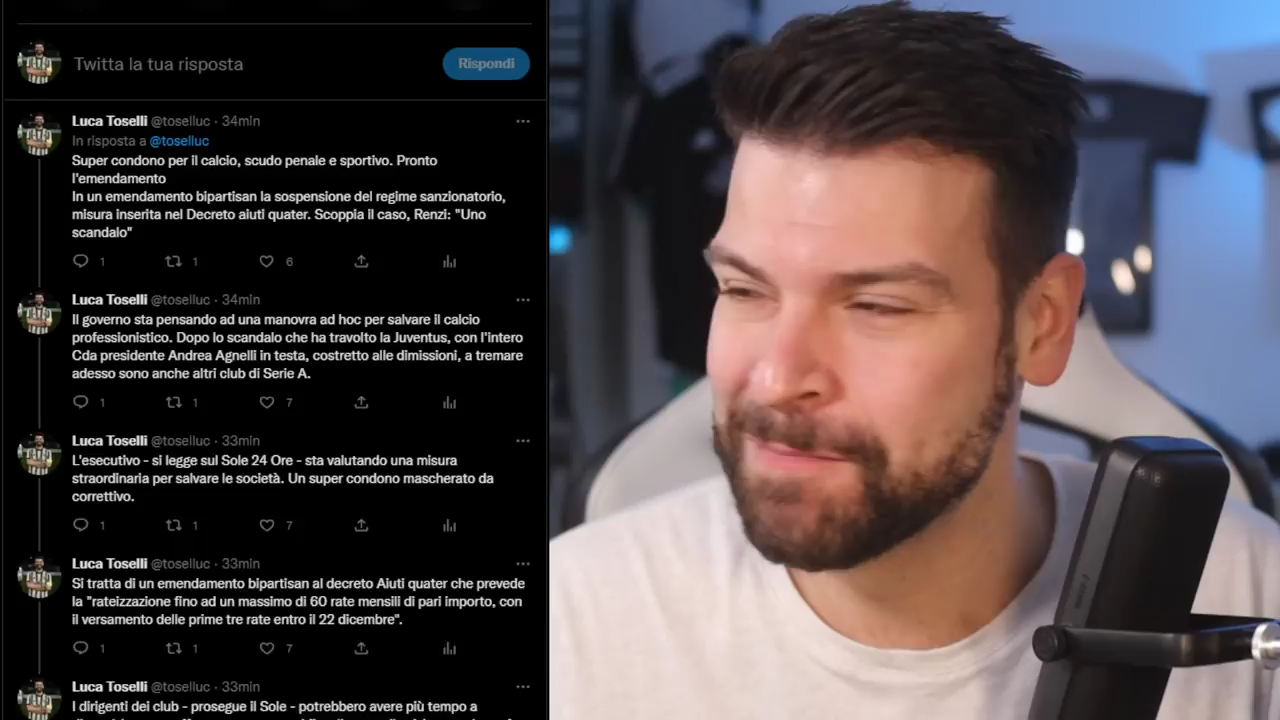 Twitta la tua risposta
Rispondi
Luca Toselli @toselluc · 34min
In risposta a @toselluc
Super condono per il calcio, scudo penale e sportivo. Pronto
l'emendamento
In un emendamento bipartisan la sospensione del regime sanzionatorio,
misura inserita nel Decreto aiuti quater. Scoppia il caso, Renzi: "Uno
scandalo"
1 1 6
Luca Toselli @toselluc · 34min
Il governo sta pensando ad una manovra ad hoc per salvare il calcio
professionistico. Dopo lo scandalo che ha travolto la Juventus, con l'intero
Cda presidente Andrea Agnelli in testa, costretto alle dimissioni, a tremare
adesso sono anche altri club di Serie A.
1 1 7
Luca Toselli @toselluc · 33min
L'esecutivo - si legge sul Sole 24 Ore - sta valutando una misura
straordinaria per salvare le società. Un super condono mascherato da
correttivo.
1 1 7
Luca Toselli @toselluc · 33min
Si tratta di un emendamento bipartisan al decreto Aiuti quater che prevede
la "rateizzazione fino ad un massimo di 60 rate mensili di pari importo, con
il versamento delle prime tre rate entro il 22 dicembre".
1 1 7
Luca Toselli @toselluc · 33min
I dirigenti dei club - prosegue il Sole - potrebbero avere più tempo a